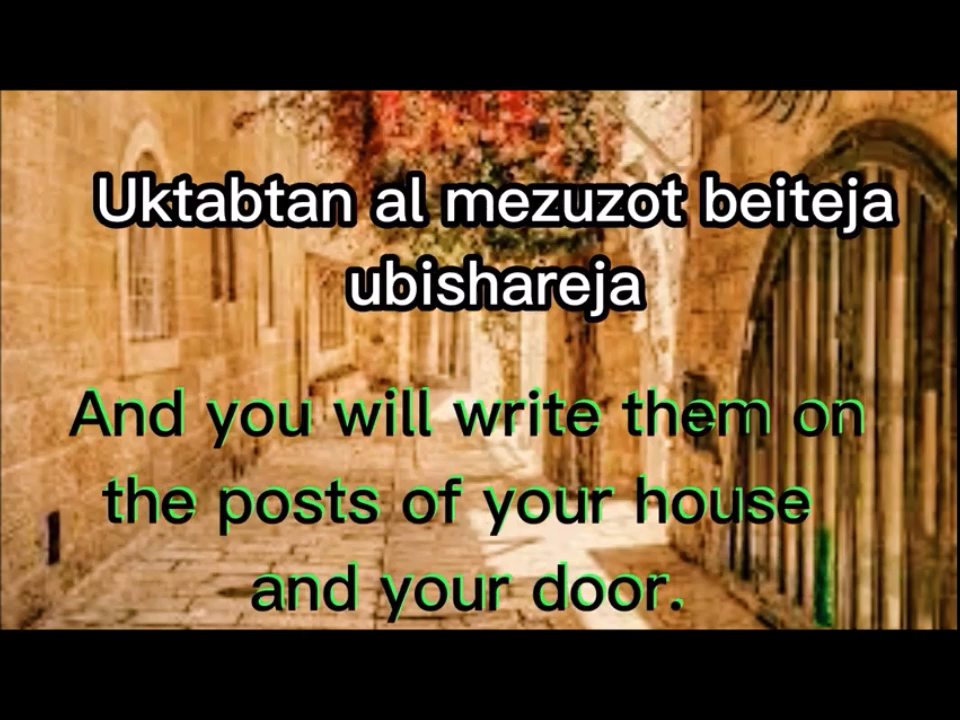 Uktabtan al mezuzot beiteja
ubishareja
And you will write them on
the posts of your house
and your door.